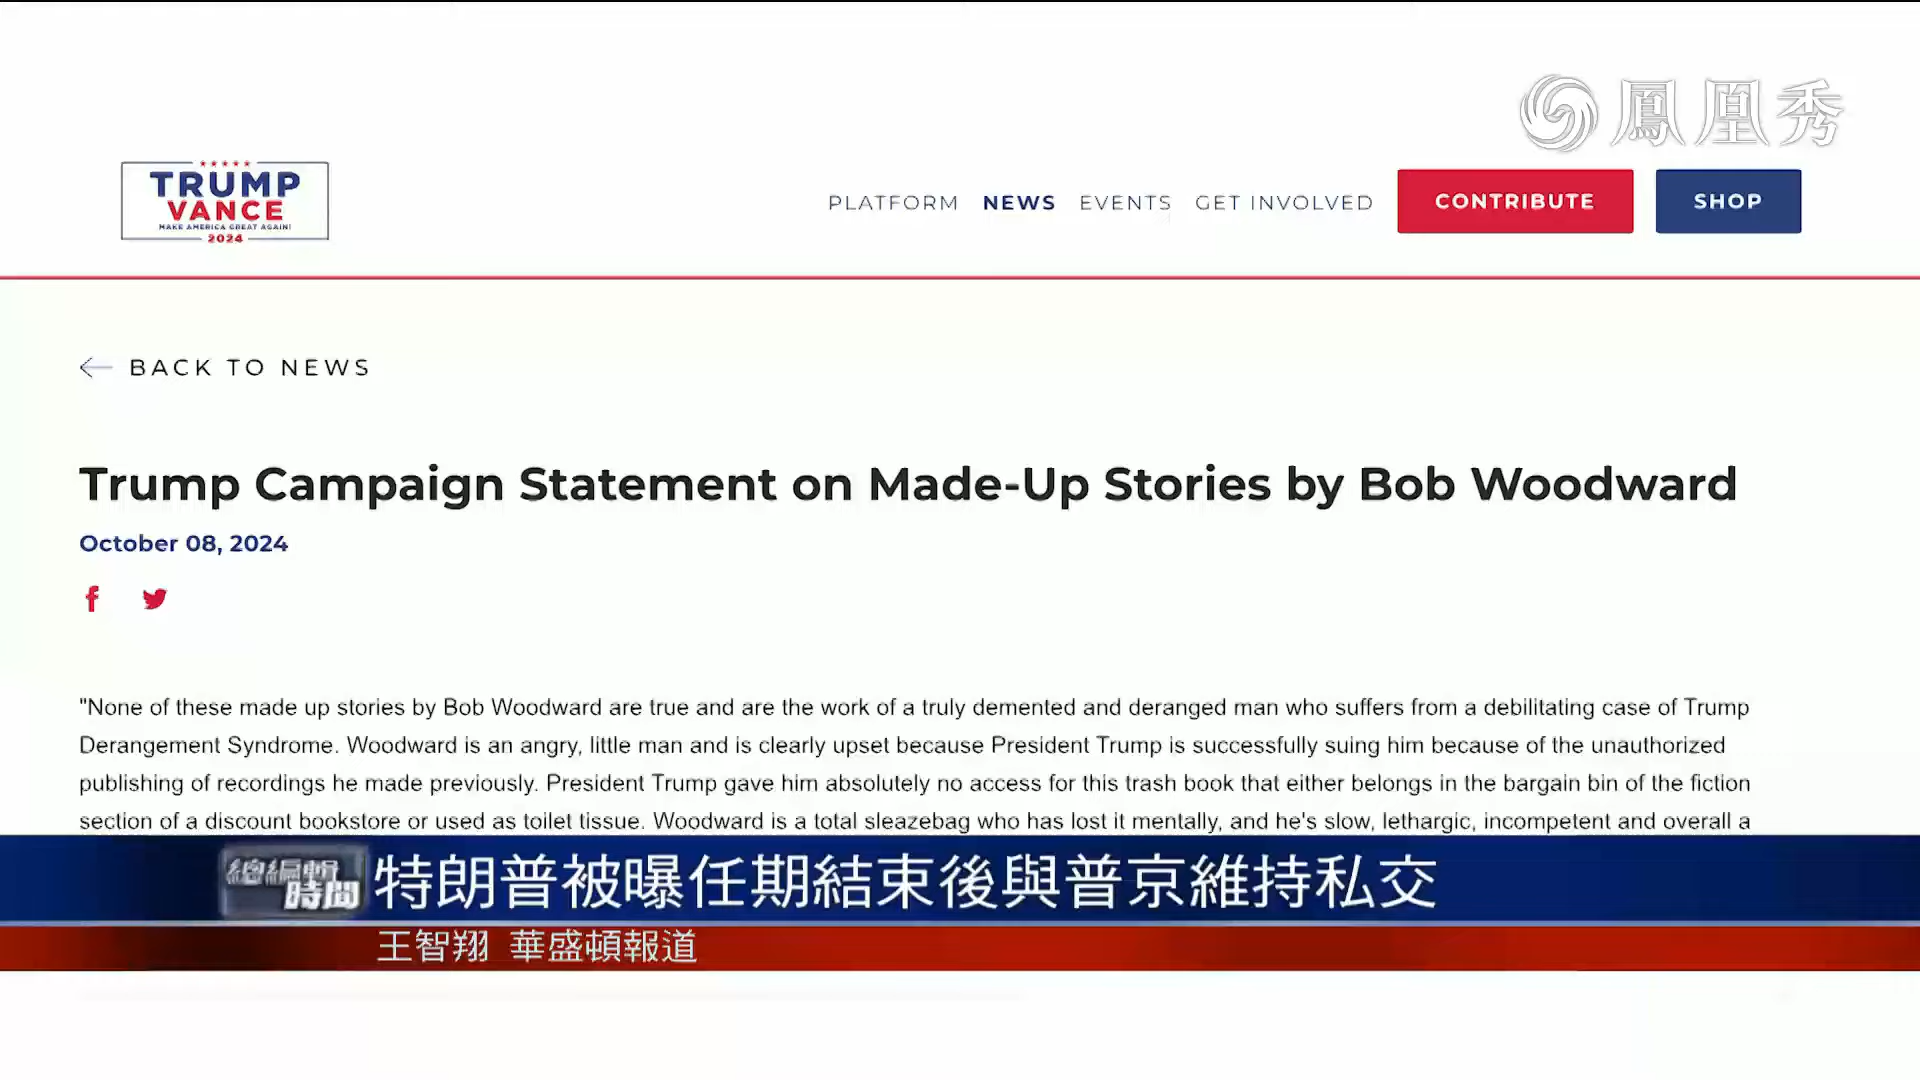 鳳凰秀
TRUMP
VANCE
MAKE AMERICA GREAT AGAIN!
2024
PLATFORM NEWS EVENTS GET INVOLVED CONTRIBUTE SHOP
BACK TO NEWS
Trump Campaign Statement on Made-Up Stories by Bob Woodward
October 08, 2024
"None of these made up stories by Bob Woodward are true and are the work of a truly demented and deranged man who suffers from a debilitating case of Trump
Derangement Syndrome. Woodward is an angry, little man and is clearly upset because President Trump is successfully suing him because of the unauthorized
publishing of recordings he made previously. President Trump gave him absolutely no access for this trash book that either belongs in the bargain bin of the fiction
section of a discount bookstore or used as toilet tissue. Woodward is a total sleazebag who has lost it mentally, and he's slow, lethargic, incompetent and overall a
總編輯
時間
特朗普被曝任期結束後與普京維持私交
王智翔 華盛頓報道